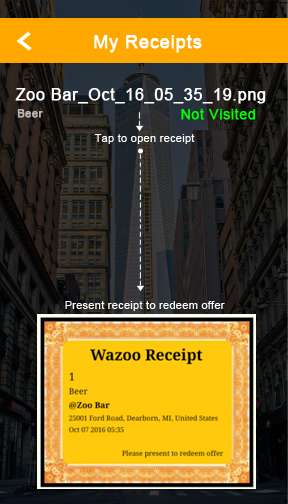 My Receipts
Zoo Bar_Oct_16_05_35_19.png
Beer
Not Visited
Tap to open receipt
Present receipt to redeem offer
Wazoo Receipt
1
Beer
@Zoo Bar
25001 Ford Road, Dearborn, MI, United States
Oct 07 2016 05:35
Please present to redeem offer